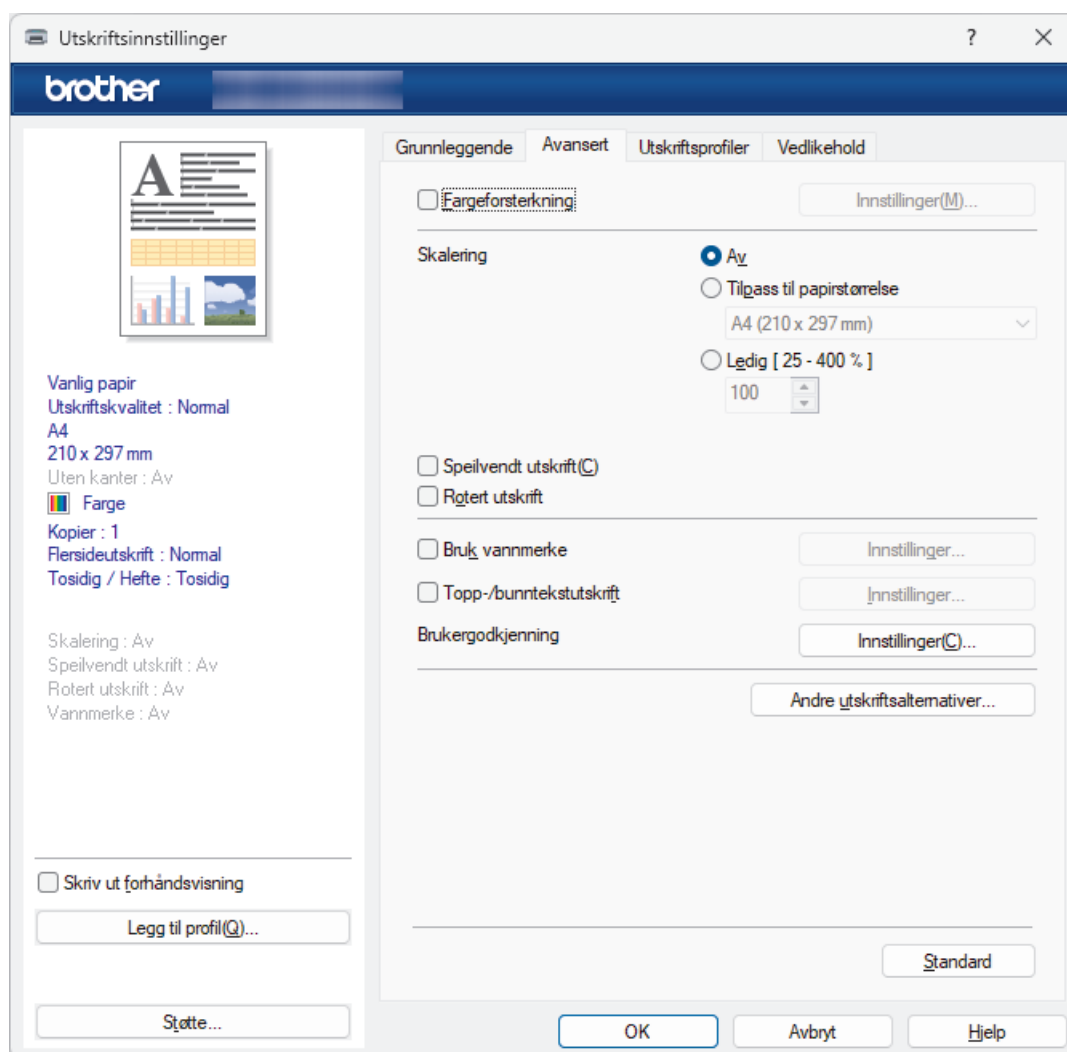 Utskriftsinnstillinger
brother
A
Vanlig papir
Utskriftskvalitet : Normal
A4
210 x 297 mm
Uten kanter : Av
Farge
Kopier : 1
Flersideutskrift : Normal
Tosidig / Hefte : Tosidig
Skalering : Av
Speilvendt utskrift : Av
Rotert utskrift : Av
Vannmerke : Av
Skriv ut forhåndsvisning
Legg til profil(Q)...
Støtte...
Grunnleggende Avansert Utskriftsprofiler Vedlikehold
Fargeforsterkning Innstillinger(M)...
Skalering Av
Tilpass til papirstørrelse
A4 (210 x 297 mm)
Ledig [ 25 - 400 % ]
100
Speilvendt utskrift(C)
Rotert utskrift
Bruk vannmerke Innstillinger...
Topp-/bunntekstutskrift Innstillinger...
Brukergodkjenning Innstillinger(C)...
Andre utskriftsalternativer...
Standard
OK Avbryt Hjelp